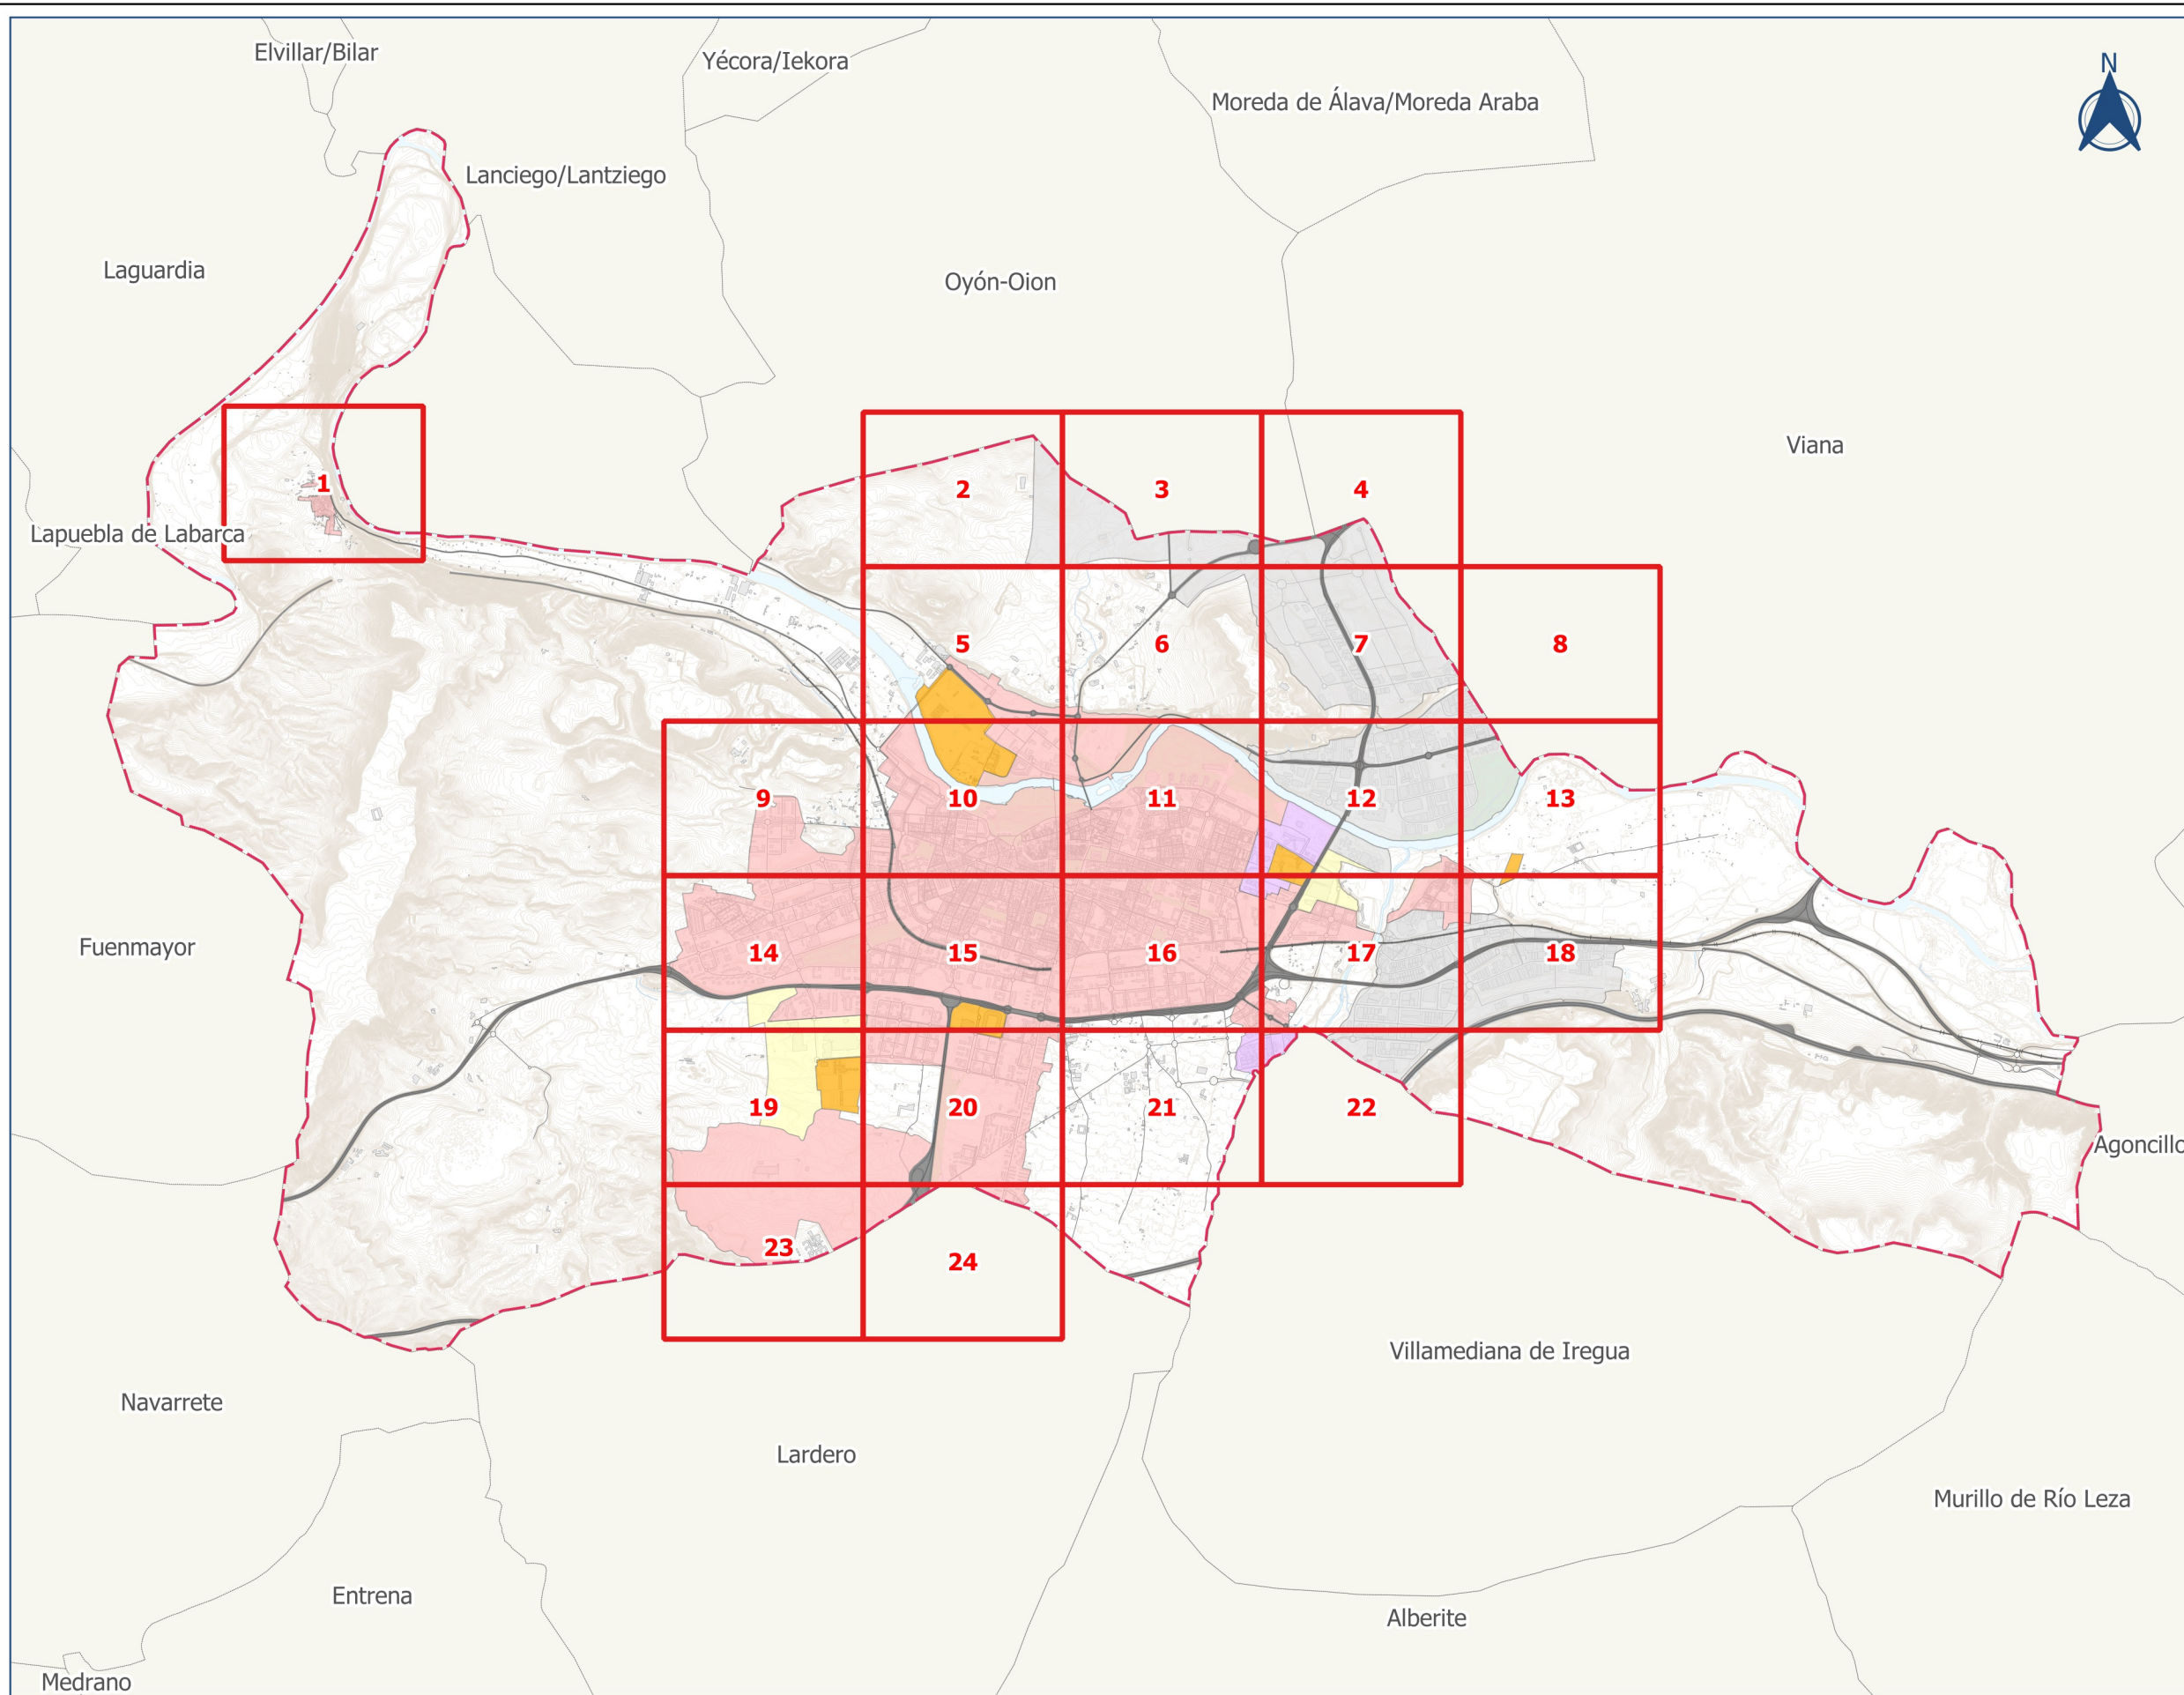 Elvillar/Bilar
Yécora/Iekora
N
Moreda de Álava/Moreda Araba
Lanciego/Lantziego
Laguardia
Oyón-Oion
Viana
1
2
3
4
Lapuebla de Labarca
5
6
7
8
9
10
11
12
13
Fuenmayor
14
15
16
17
18
19
20
21
22
Agoncillo
23
24
Villamediana de Iregua
Navarrete
Lardero
Murillo de Río Leza
Entrena
Alberite
Medrano